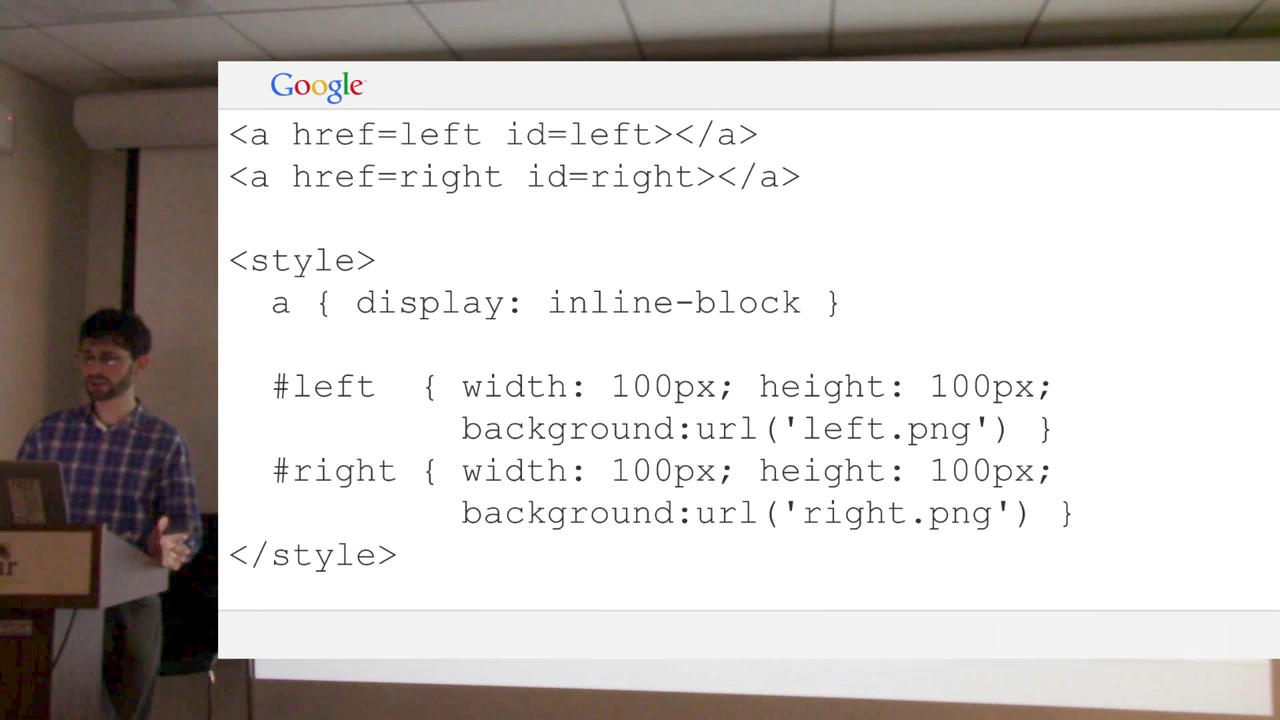 Google
<a href=left id=left></a>
<a href=right id=right></a>
<style>
a { display: inline-block }
#left { width: 100px; height: 100px;
background:url('left.png') }
#right { width: 100px; height: 100px;
background:url('right.png') }
</style>